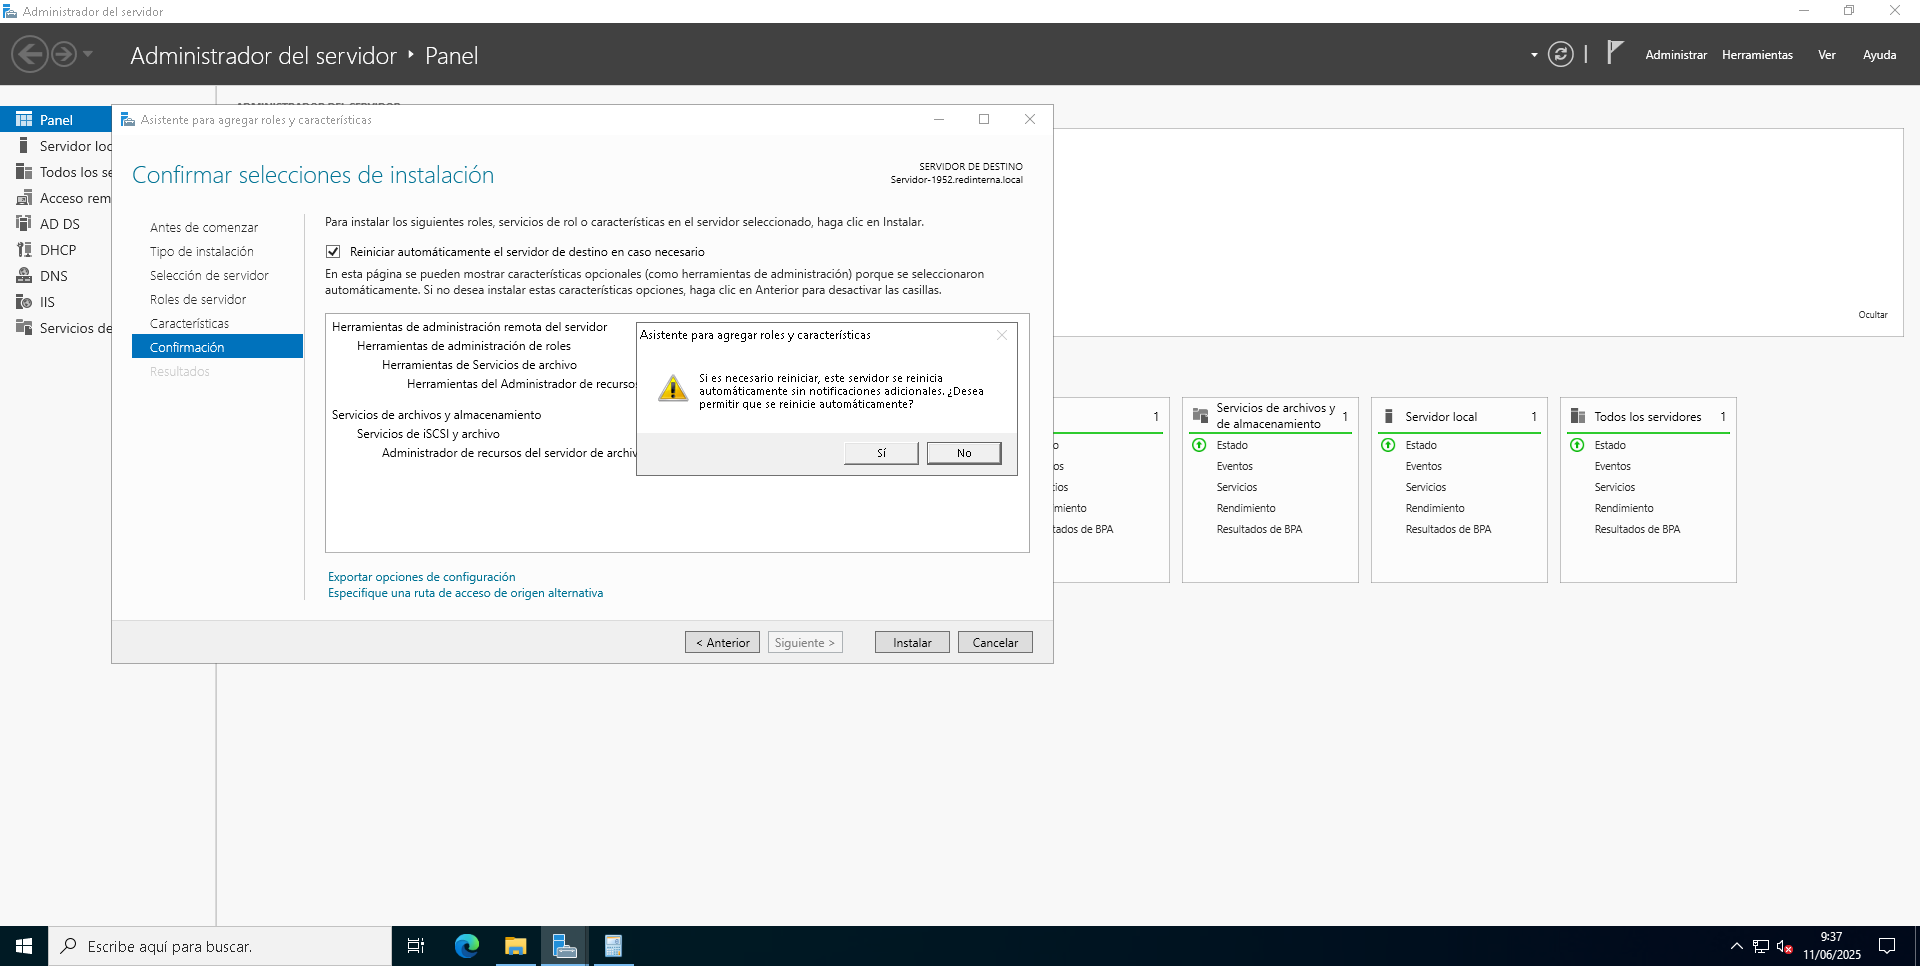 Administrador del servidor
Administrador del servidor ‣ Panel
Administrar
Herramientas
Ver
Ayuda
Panel
Servidor loc
Todos los se
Acceso rem
AD DS
DHCP
DNS
IIS
Servicios de
Asistente para agregar roles y características
Confirmar selecciones de instalación
SERVIDOR DE DESTINO
Servidor-1952.redinterna.local
Antes de comenzar
Tipo de instalación
Selección de servidor
Roles de servidor
Características
Confirmación
Resultados
Para instalar los siguientes roles, servicios de rol o características en el servidor seleccionado, haga clic en Instalar.
Reiniciar automáticamente el servidor de destino en caso necesario
En esta página se pueden mostrar características opcionales (como herramientas de administración) porque se seleccionaron
automáticamente. Si no desea instalar estas características opciones, haga clic en Anterior para desactivar las casillas.
Herramientas de administración remota del servidor
Herramientas de administración de roles
Herramientas de Servicios de archivo
Herramientas del Administrador de recursos
Servicios de archivos y almacenamiento
Servicios de iSCSI y archivo
Administrador de recursos del servidor de archiv
Asistente para agregar roles y características
Si es necesario reiniciar, este servidor se reinicia
automáticamente sin notificaciones adicionales. ¿Desea
permitir que se reinicie automáticamente?
Sí
No
Exportar opciones de configuración
Especifique una ruta de acceso de origen alternativa
< Anterior
Siguiente >
Instalar
Cancelar
Ocultar
1
o
os
ios
miento
tados de BPA
Servicios de archivos y
de almacenamiento
1
Estado
Eventos
Servicios
Rendimiento
Resultados de BPA
Servidor local
1
Estado
Eventos
Servicios
Rendimiento
Resultados de BPA
Todos los servidores
1
Estado
Eventos
Servicios
Rendimiento
Resultados de BPA
Escribe aquí para buscar.
9:37
11/06/2025